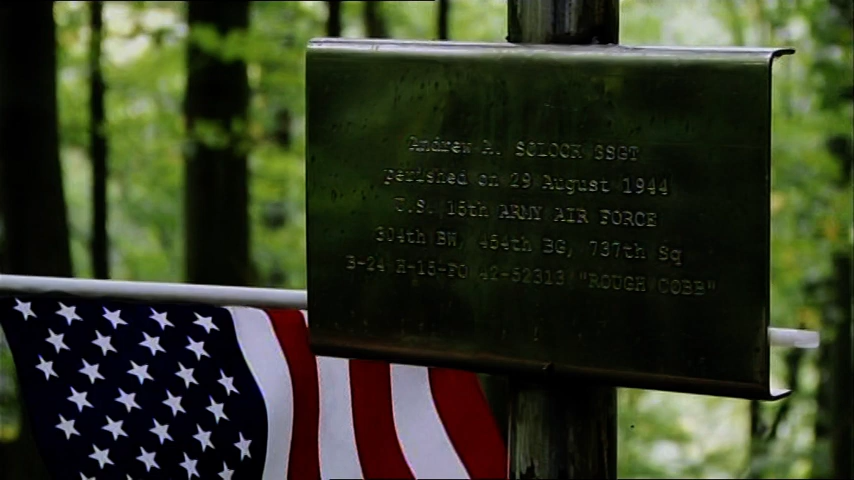 Andrew A. SOLOCK SSGT
perished on 29 August 1944
U.S. 15th ARMY AIR FORCE
304th BW, 454th BG, 737th Sq
B-24 H-15-FO 42-52313 "ROUGH COBB"